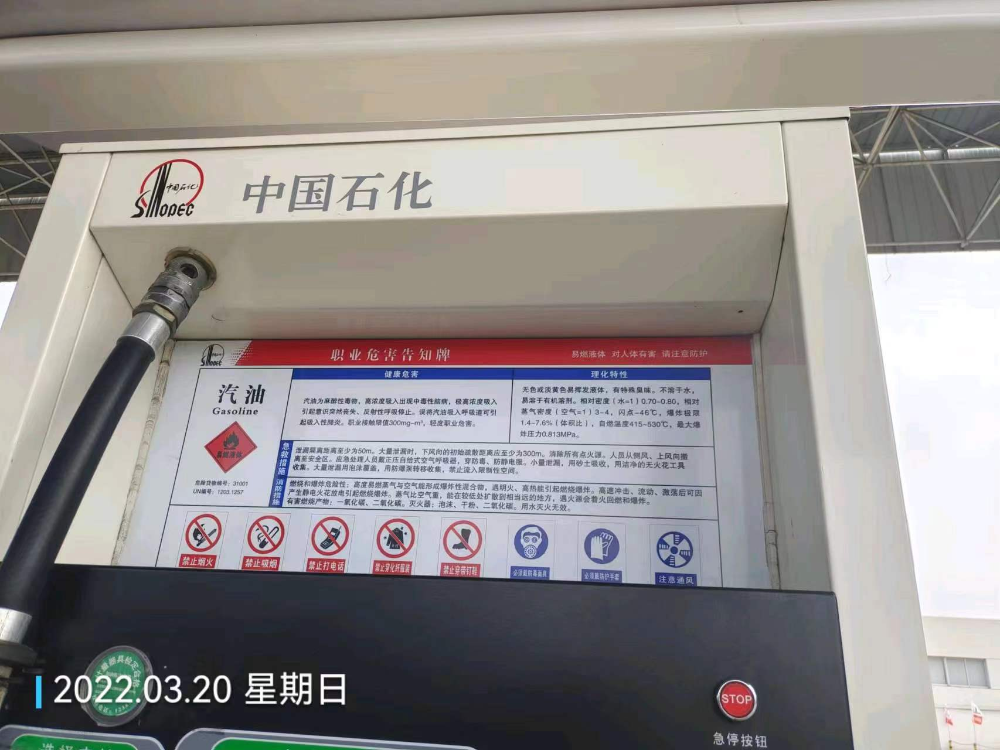 中国石化
SINOPEC
中国石化
SINOPEC
职业危害告知牌
易燃液体 对人体有害 请注意防护
汽油
Gasoline
易燃液体
危险货物编号：31001
UN编号：1203.1257
健康危害
汽油为麻醉性毒物，高浓度吸入出现中毒性脑病，极高浓度吸入
引起意识突然丧失、反射性呼吸停止。误将汽油吸入呼吸道可引
起吸入性肺炎。职业接触限值300mg-m³，轻度职业危害。
理化特性
无色或淡黄色易挥发液体，有特殊臭味。不溶于水，
易溶于有机溶剂。相对密度（水=1）0.70-0.80，相对
蒸气密度（空气=1）3-4，闪点-46℃，爆炸极限
1.4~7.6%（体积比），自燃温度415~530℃，最大爆
炸压力0.813MPa。
急救措施
泄漏隔离距离至少为50m。大量泄漏时，下风向的初始疏散距离应至少为300m。消除所有点火源。人员从侧风、上风向撤
离至安全区。应急处理人员戴正压自给式空气呼吸器，穿防毒、防静电服。小量泄漏，用砂土吸收，用洁净的无火花工具
收集。大量泄漏用泡沫覆盖，用防爆泵转移收集，禁止流入限制性空间。
消防措施
燃烧和爆炸危险性：高度易燃蒸气与空气能形成爆炸性混合物，遇明火、高热能引起燃烧爆炸。高速冲击、流动、激荡后可因
产生静电火花放电引起燃烧爆炸。蒸气比空气重，能在较低处扩散到相当远的地方，遇火源会着火回燃和爆炸。
有害燃烧产物：一氧化碳、二氧化碳。灭火器：泡沫、干粉、二氧化碳。用水灭火无效。
禁止烟火
禁止吸烟
禁止打电话
禁止穿化纤服装
禁止穿带钉鞋
必须戴防毒面具
必须戴防护手套
注意通风
计量器具检定合格
2022.03.20 星期日
STOP
急停按钮